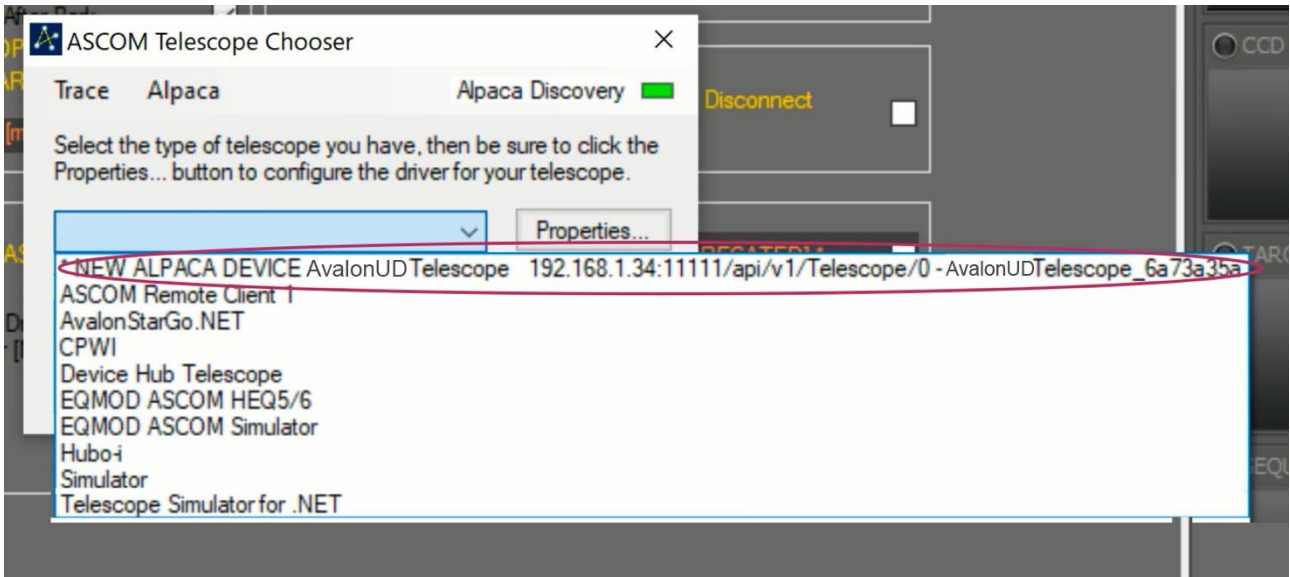 After Park
ASCOM Telescope Chooser
CCD
Trace Alpaca Alpaca Discovery
Disconnect
Select the type of telescope you have, then be sure to click the
Properties... button to configure the driver for your telescope.
Properties...
* NEW ALPACA DEVICE AvalonUDTelescope 192.168.1.34:11111/api/v1/Telescope/0 - AvalonUDTelescope_6a73a35a
ASCOM Remote Client 1
AvalonStarGo.NET
CPWI
Device Hub Telescope
EQMOD ASCOM HEQ5/6
EQMOD ASCOM Simulator
Hubo-i
Simulator
Telescope Simulator for .NET